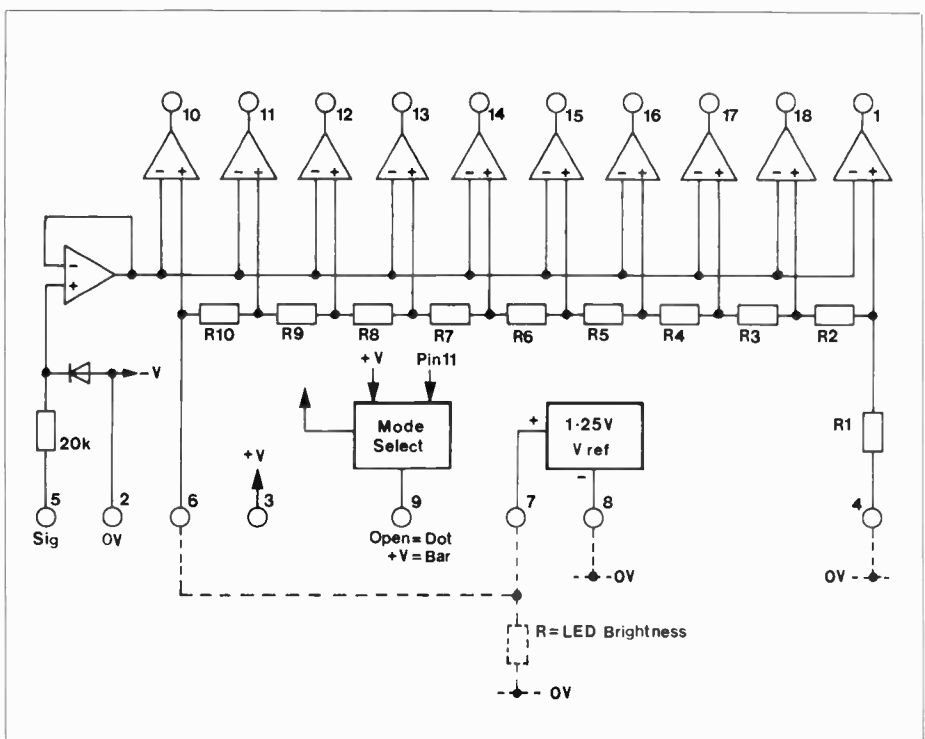 10 11 12 13 14 15 16 17 18 1
- + - + - + - + - + - + - + - + - + - +
-
+
R10 R9 R8 R7 R6 R5 R4 R3 R2
-V
+V Pin11
20k
Mode
Select
+
1·25V
V ref
-
R1
+V
5 2 6 3 9 7 8 4
Sig 0V
Open=Dot
+V=Bar
0V 0V
R=LED Brightness
0V